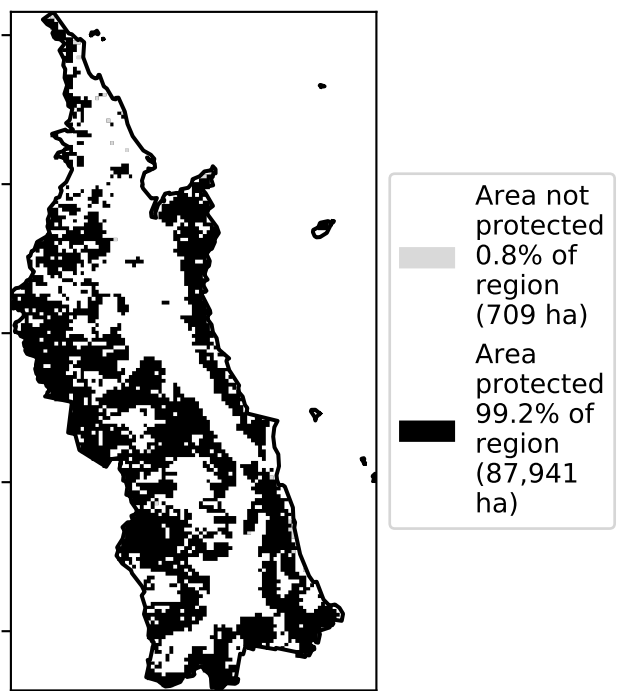 Area not
protected
0.8% of
region
(709 ha)
Area
protected
99.2% of
region
(87,941
ha)